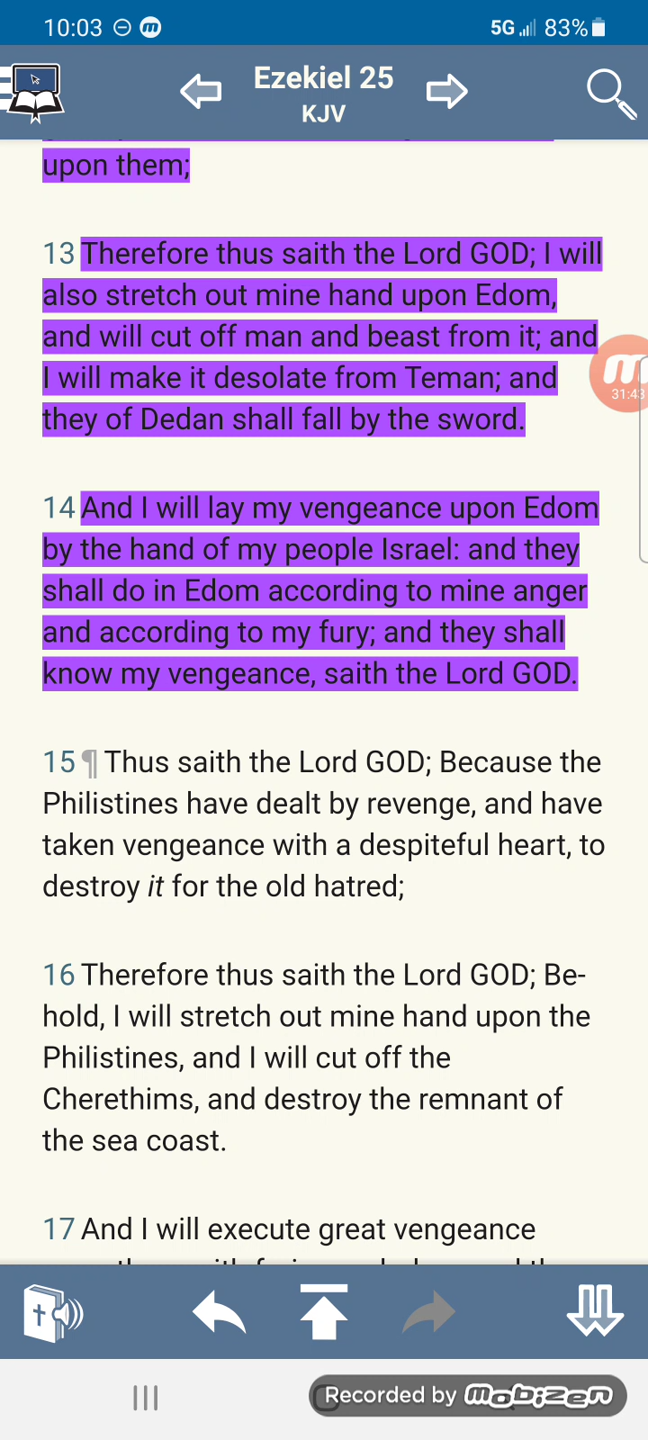 10:03
5G 83%
Ezekiel 25
KJV
upon them;
13 Therefore thus saith the Lord GOD; I will
also stretch out mine hand upon Edom,
and will cut off man and beast from it; and
I will make it desolate from Teman; and
they of Dedan shall fall by the sword.
31:43
14 And I will lay my vengeance upon Edom
by the hand of my people Israel: and they
shall do in Edom according to mine anger
and according to my fury; and they shall
know my vengeance, saith the Lord GOD.
15 ¶ Thus saith the Lord GOD; Because the
Philistines have dealt by revenge, and have
taken vengeance with a despiteful heart, to
destroy it for the old hatred;
16 Therefore thus saith the Lord GOD; Be-
hold, I will stretch out mine hand upon the
Philistines, and I will cut off the
Cherethims, and destroy the remnant of
the sea coast.
17 And I will execute great vengeance
Recorded by mobizen